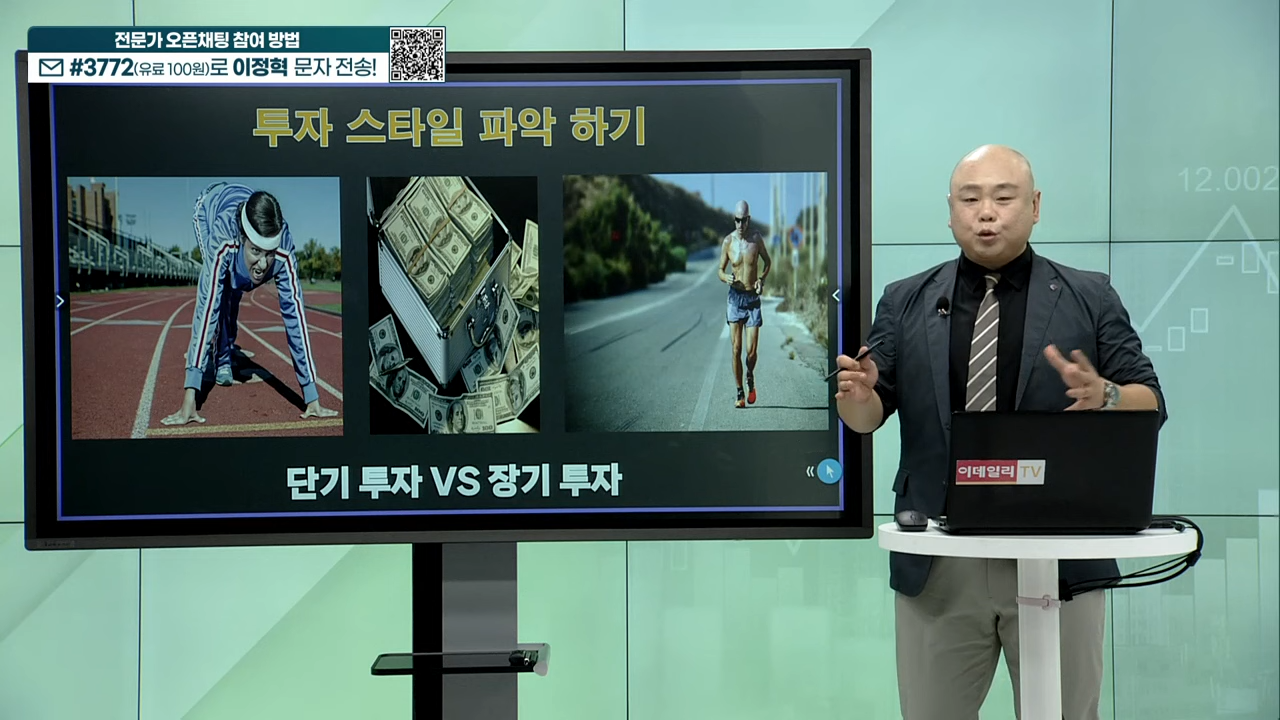 전문가 오픈채팅 참여 방법
#3772(유료 100원)로 이정혁 문자 전송!
투자 스타일 파악 하기
단기 투자 VS 장기 투자
12.002
이데일리 TV